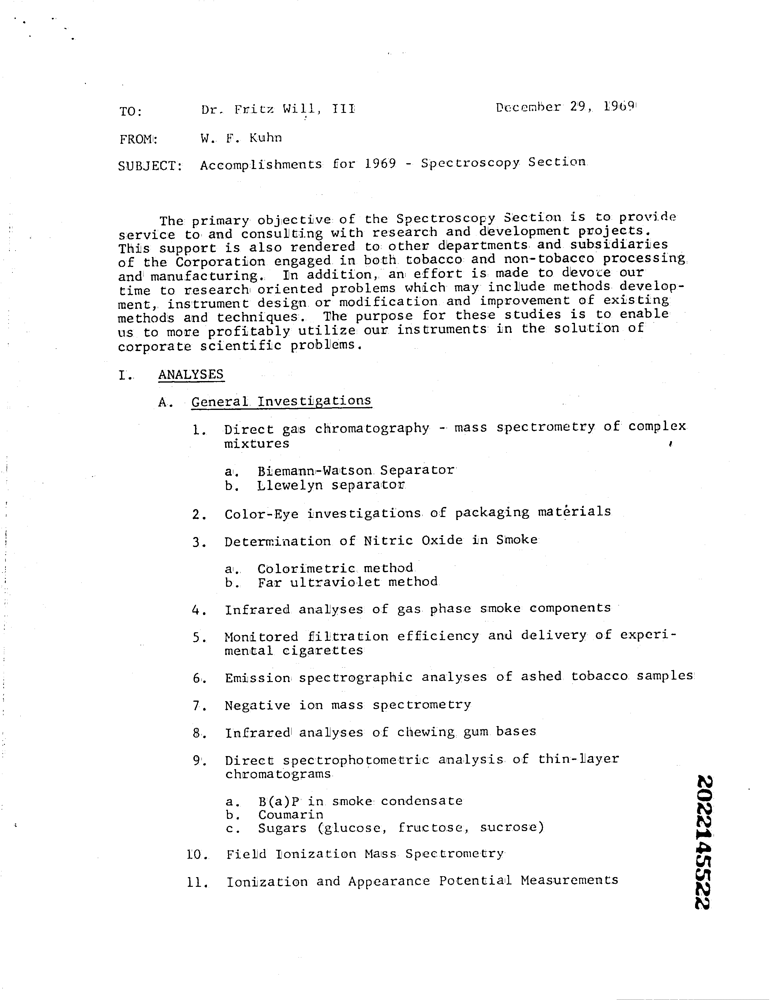 TO: Dr. Fritz Will, III December 29, 1969
FROM: W. F. Kuhn
SUBJECT: Accomplishments for 1969 - Spectroscopy Section
The primary objective of the Spectroscopy Section is to provide
service to and consulting with research and development projects.
This support is also rendered to other departments and subsidiaries
of the Corporation engaged in both tobacco and non-tobacco processing
and manufacturing. In addition, an effort is made to devote our
time to research oriented problems which may include methods develop-
ment, instrument design or modification and improvement of existing
methods and techniques. The purpose for these studies is to enable
us to more profitably utilize our instruments in the solution of
corporate scientific problems.
I. ANALYSES
A. General Investigations
1. Direct gas chromatography - mass spectrometry of complex
mixtures
a. Biemann-Watson Separator
b. Llewelyn separator
2. Color-Eye investigations of packaging materials
3. Determination of Nitric Oxide in Smoke
a. Colorimetric method
b. Far ultraviolet method
4. Infrared analyses of gas phase smoke components
5. Monitored filtration efficiency and delivery of experi-
mental cigarettes
6. Emission spectrographic analyses of ashed tobacco samples
7. Negative ion mass spectrometry
8. Infrared analyses of chewing gum bases
9. Direct spectrophotometric analysis of thin-layer
chromatograms
a. B(a)P in smoke condensate
b. Coumarin
c. Sugars (glucose, fructose, sucrose)
10. Field Ionization Mass Spectrometry
11. Ionization and Appearance Potential Measurements
2022145522